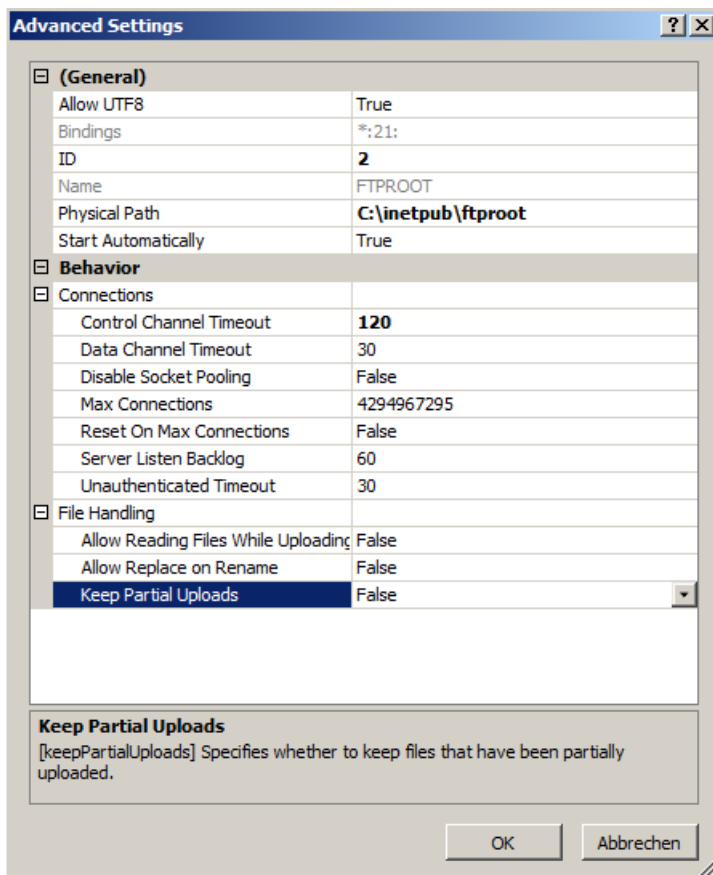 Advanced Settings
(General)
Allow UTF8 True
Bindings *:21:
ID 2
Name FTPROOT
Physical Path C:\inetpub\ftproot
Start Automatically True
Behavior
Connections
Control Channel Timeout 120
Data Channel Timeout 30
Disable Socket Pooling False
Max Connections 4294967295
Reset On Max Connections False
Server Listen Backlog 60
Unauthenticated Timeout 30
File Handling
Allow Reading Files While Uploading False
Allow Replace on Rename False
Keep Partial Uploads False
Keep Partial Uploads
[keepPartialUploads] Specifies whether to keep files that have been partially
uploaded.
OK Abbrechen